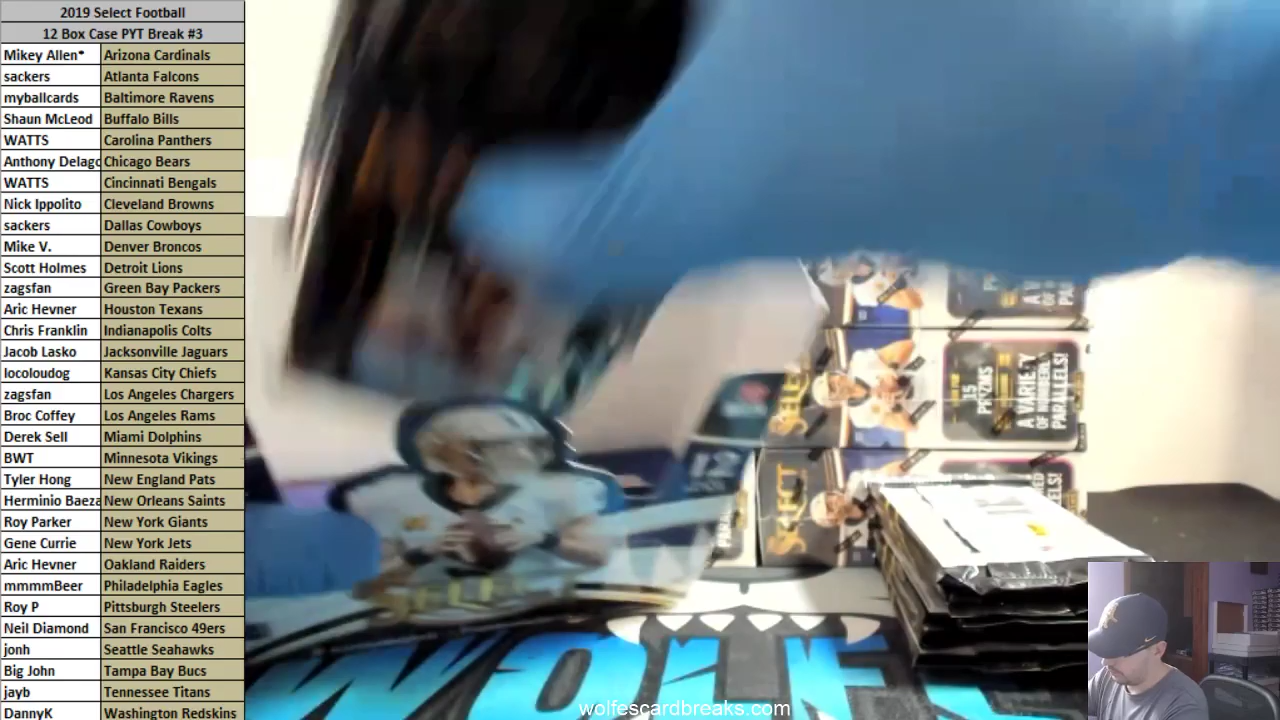 2019 Select Football
12 Box Case PYT Break #3
Mikey Allen* Arizona Cardinals
sackers Atlanta Falcons
myballcards Baltimore Ravens
Shaun McLeod Buffalo Bills
WATTS Carolina Panthers
Anthony Delago Chicago Bears
WATTS Cincinnati Bengals
Nick Ippolito Cleveland Browns
sackers Dallas Cowboys
Mike V. Denver Broncos
Scott Holmes Detroit Lions
zagsfan Green Bay Packers
Aric Hevner Houston Texans
Chris Franklin Indianapolis Colts
Jacob Lasko Jacksonville Jaguars
locoloudog Kansas City Chiefs
zagsfan Los Angeles Chargers
Broc Coffey Los Angeles Rams
Derek Sell Miami Dolphins
BWT Minnesota Vikings
Tyler Hong New England Pats
Herminio Baeza New Orleans Saints
Roy Parker New York Giants
Gene Currie New York Jets
Aric Hevner Oakland Raiders
mmmmBeer Philadelphia Eagles
Roy P Pittsburgh Steelers
Neil Diamond San Francisco 49ers
jonh Seattle Seahawks
Big John Tampa Bay Bucs
jayb Tennessee Titans
DannyK Washington Redskins
15
PRIZMS
A VARIETY
OF NUMBERED
PARALLELS!
SELECT
12
WOLF
wolfescardbreaks.com